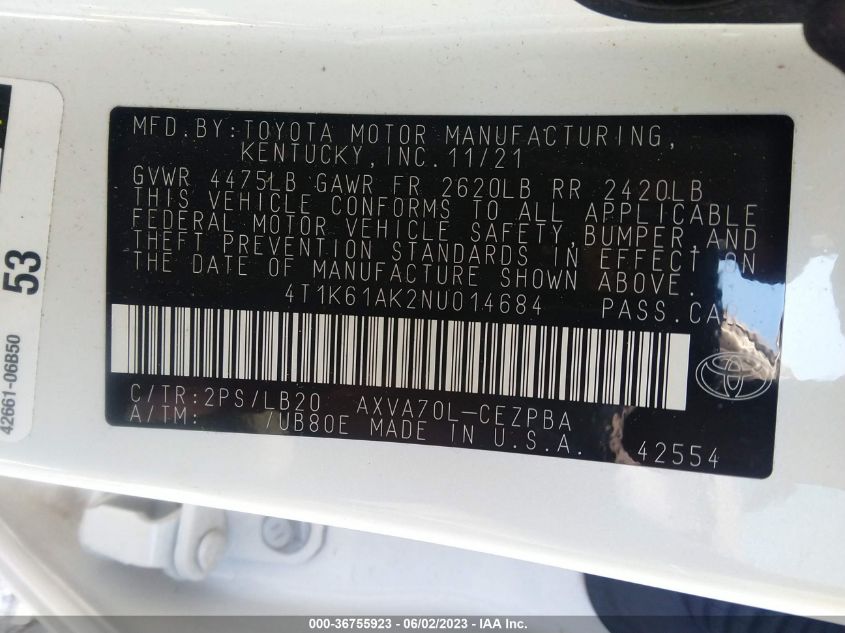 MFD.BY:TOYOTA MOTOR MANUFACTURING,
KENTUCKY,INC.11/21
GVWR 4475LB GAWR FR 2620LB RR 2420LB
THIS VEHICLE CONFORMS TO ALL APPLICABLE
FEDERAL MOTOR VEHICLE SAFETY,BUMPER,AND
THEFT PREVENTION STANDARDS IN EFFECT ON
THE DATE OF MANUFACTURE SHOWN ABOVE.
4T1K61AK2NU014684 PASS.CAR
C/TR:2PS/LB20 AXVA70L-CEZPBA
A/TM: /UB80E MADE IN U.S.A.
42554
53
42661-06B50
000-36755923 - 06/02/2023 - IAA Inc.